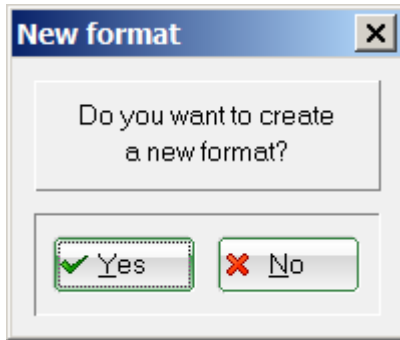 New format
Do you want to create
a new format?
Yes No